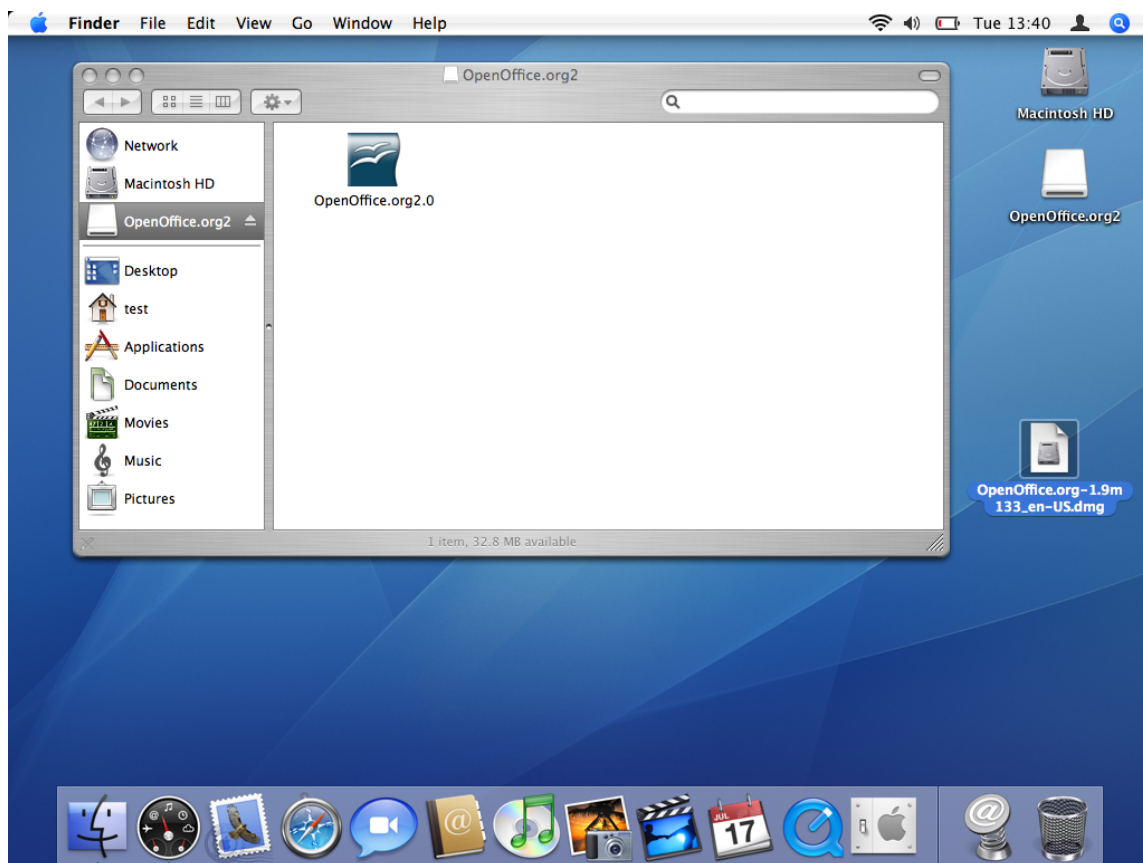 Finder File Edit View Go Window Help Tue 13:40
OpenOffice.org2
Network
Macintosh HD
OpenOffice.org2
Desktop
test
Applications
Documents
Movies
Music
Pictures
OpenOffice.org2.0
1 item, 32.8 MB available
Macintosh HD
OpenOffice.org2
OpenOffice.org-1.9m
133_en-US.dmg
JUL
17